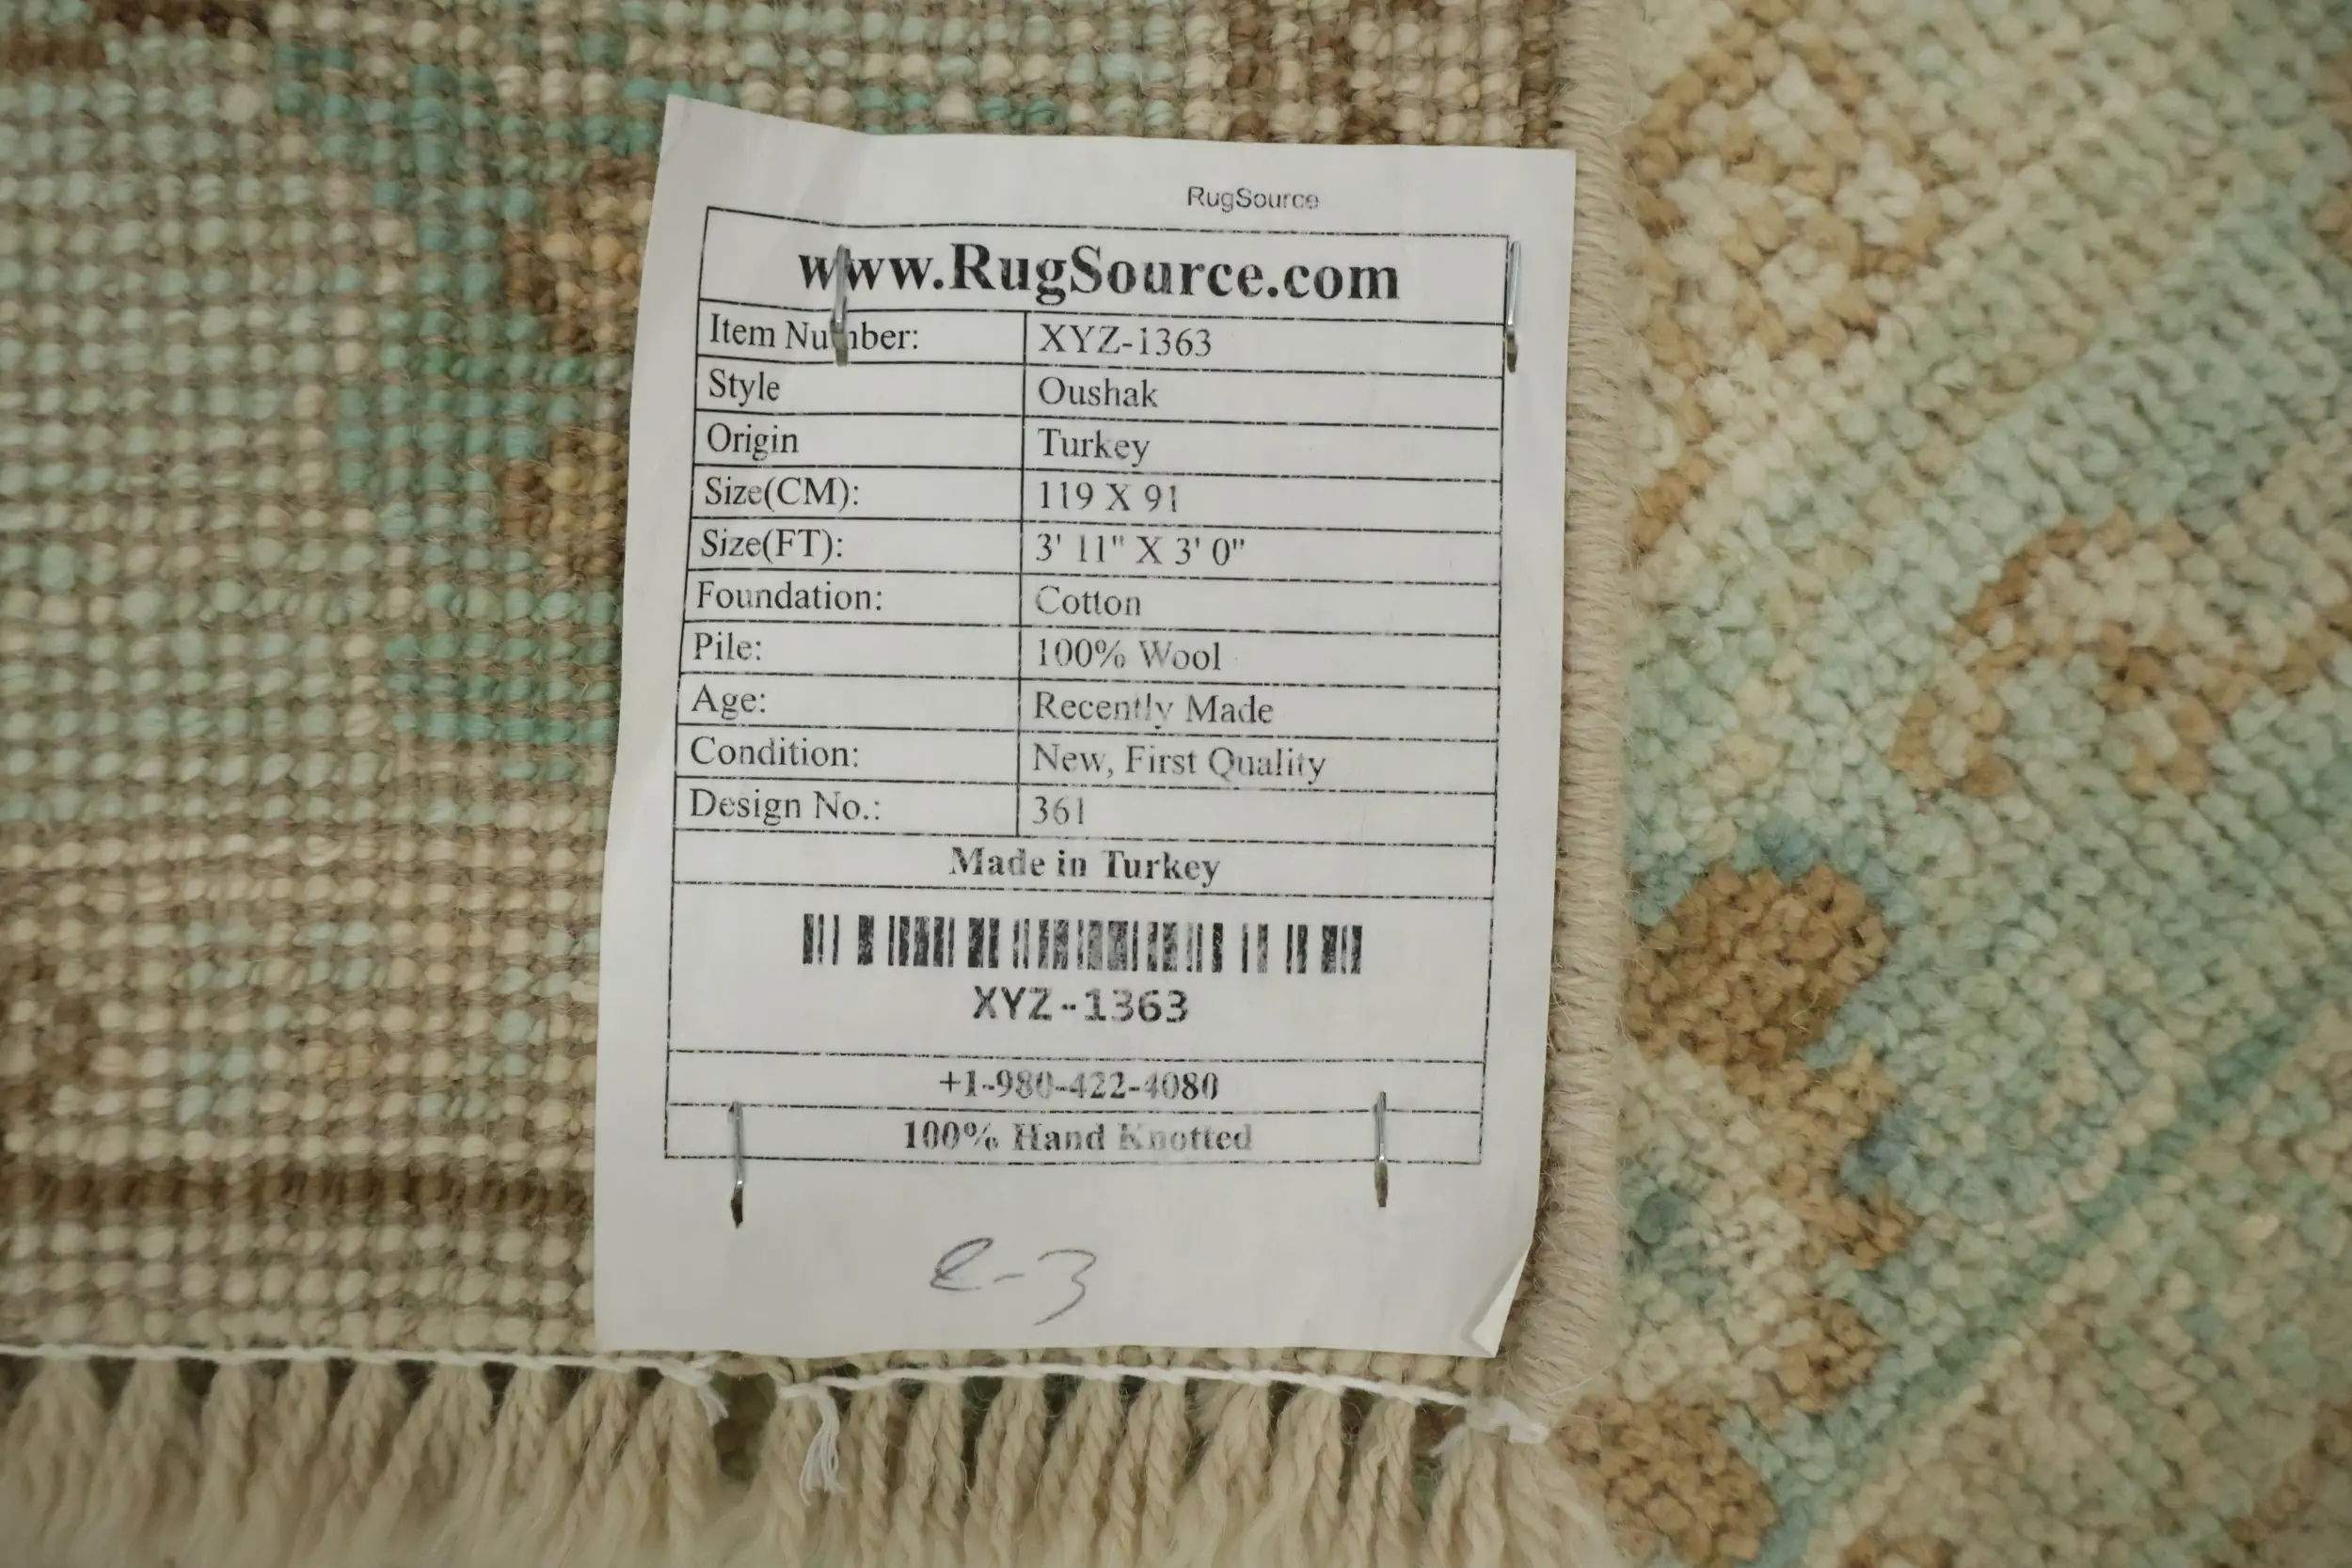 RugSource
www.RugSource.com
Item Number: XYZ-1363
Style Oushak
Origin Turkey
Size(CM): 119 X 91
Size(FT): 3' 11" X 3' 0"
Foundation: Cotton
Pile: 100% Wool
Age: Recently Made
Condition: New, First Quality
Design No.: 361
Made in Turkey
XYZ-1363
+1-980-422-4080
100% Hand Knotted